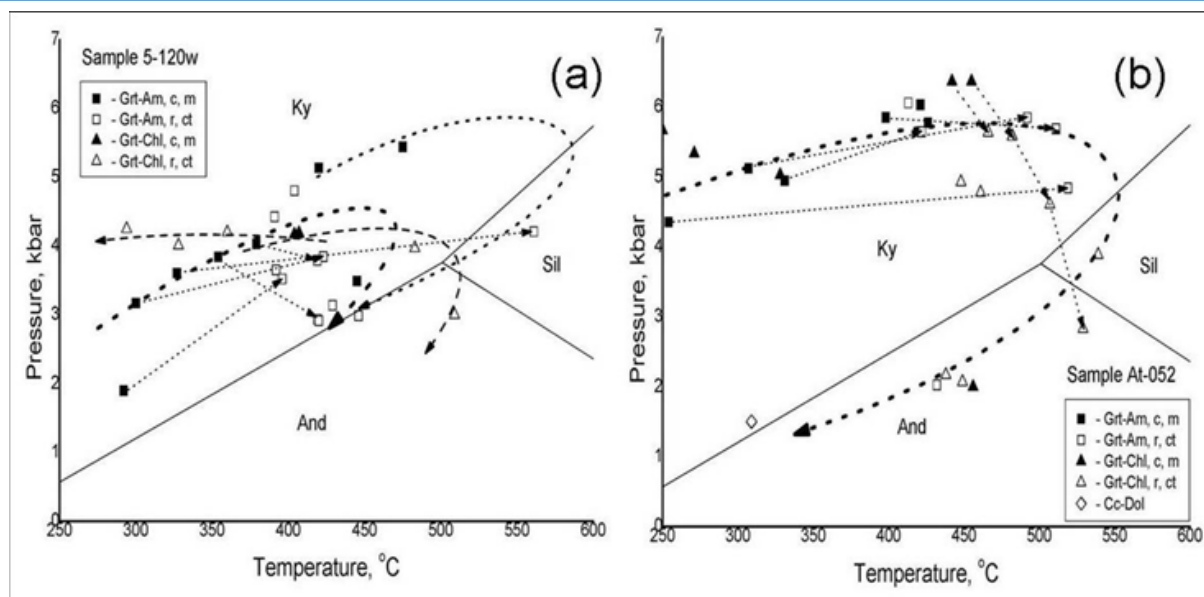 7
6
5
4
3
2
1
0
Pressure, kbar
Sample 5-120w
- Grt-Am, c, m
- Grt-Am, r, ct
- Grt-Chl, c, m
- Grt-Chl, r, ct
(a)
Ky
Sil
And
250 300 350 400 450 500 550 600
Temperature, °C
7
6
5
4
3
2
1
0
Pressure, kbar
(b)
Ky
Sil
And
Sample At-052
- Grt-Am, c, m
- Grt-Am, r, ct
- Grt-Chl, c, m
- Grt-Chl, r, ct
- Cc-Dol
250 300 350 400 450 500 550 600
Temperature, °C